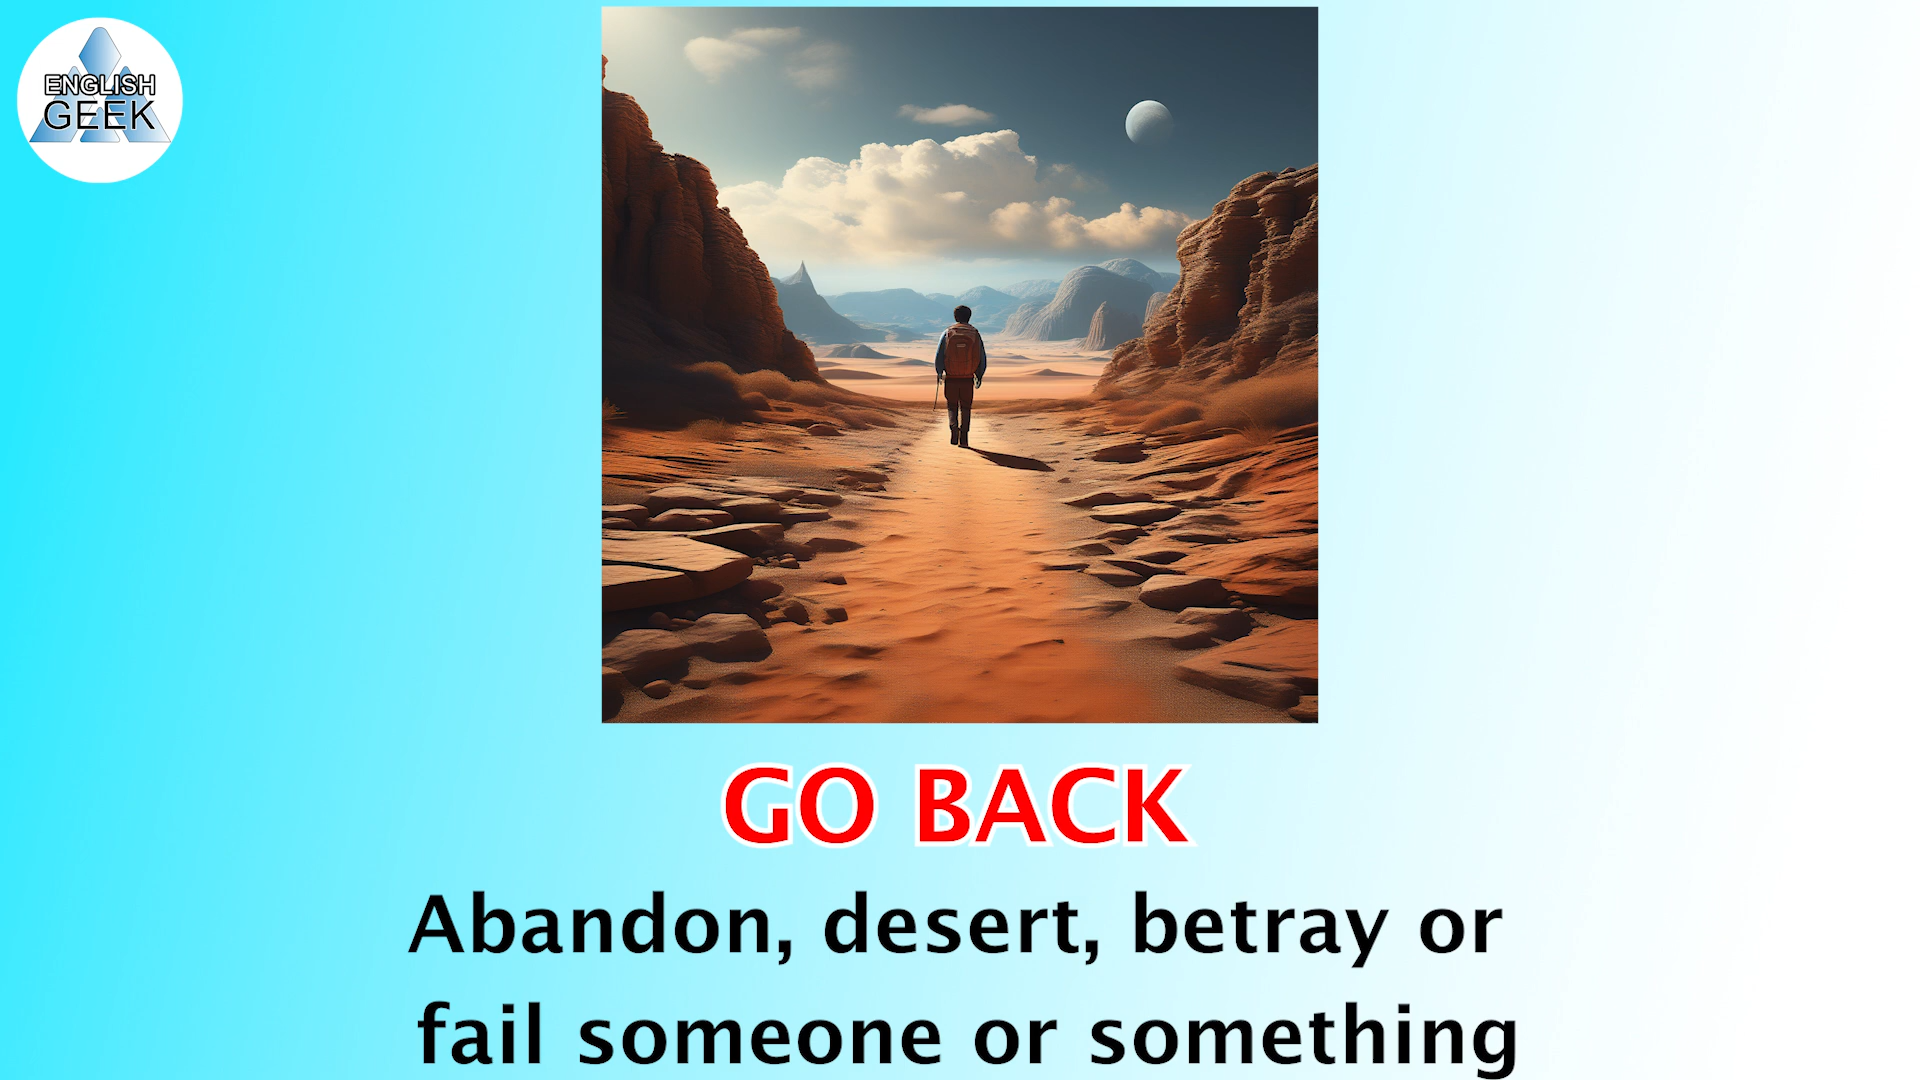 ENGLISH
GEEK
GO BACK
Abandon, desert, betray or
fail someone or something